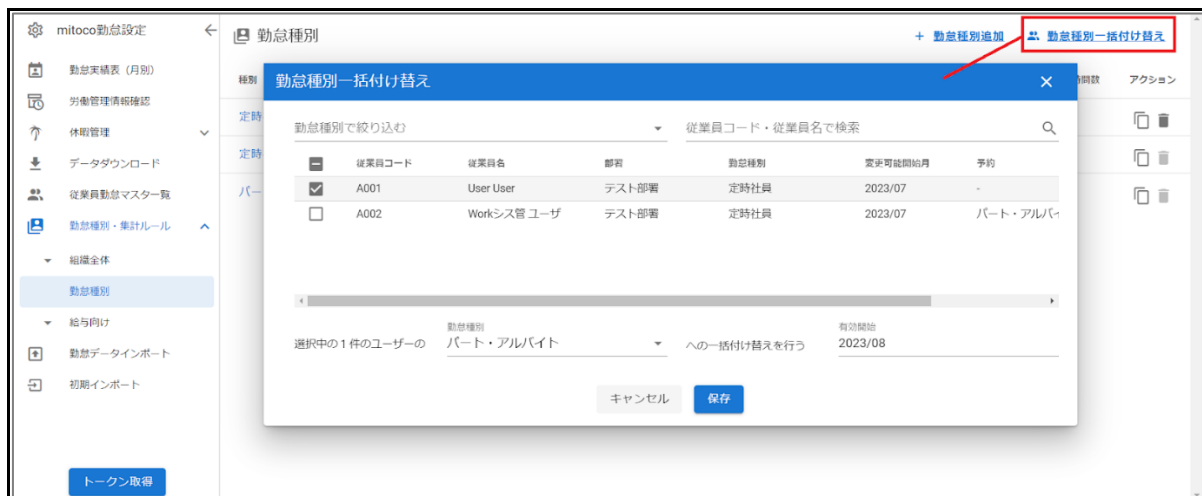 mitoco勤怠設定
勤怠種別
+ 勤怠種別追加
勤怠種別一括付け替え
勤怠実績表（月別）
労働管理情報確認
休暇管理
データダウンロード
従業員勤怠マスタ一覧
勤怠種別・集計ルール
組織全体
勤怠種別
給与向け
勤怠データインポート
初期インポート
トークン取得
種別
時間数
アクション
定時
定時
パー
勤怠種別一括付け替え
勤怠種別で絞り込む
従業員コード・従業員名で検索
従業員コード 従業員名 部署 勤怠種別 変更可能開始月 予約
A001 User User テスト部署 定時社員 2023/07 -
A002 Workシス管 ユーザ テスト部署 定時社員 2023/07 パート・アルバイ
勤怠種別
有効開始
選択中の 1 件のユーザーの パート・アルバイト への一括付け替えを行う 2023/08
キャンセル
保存